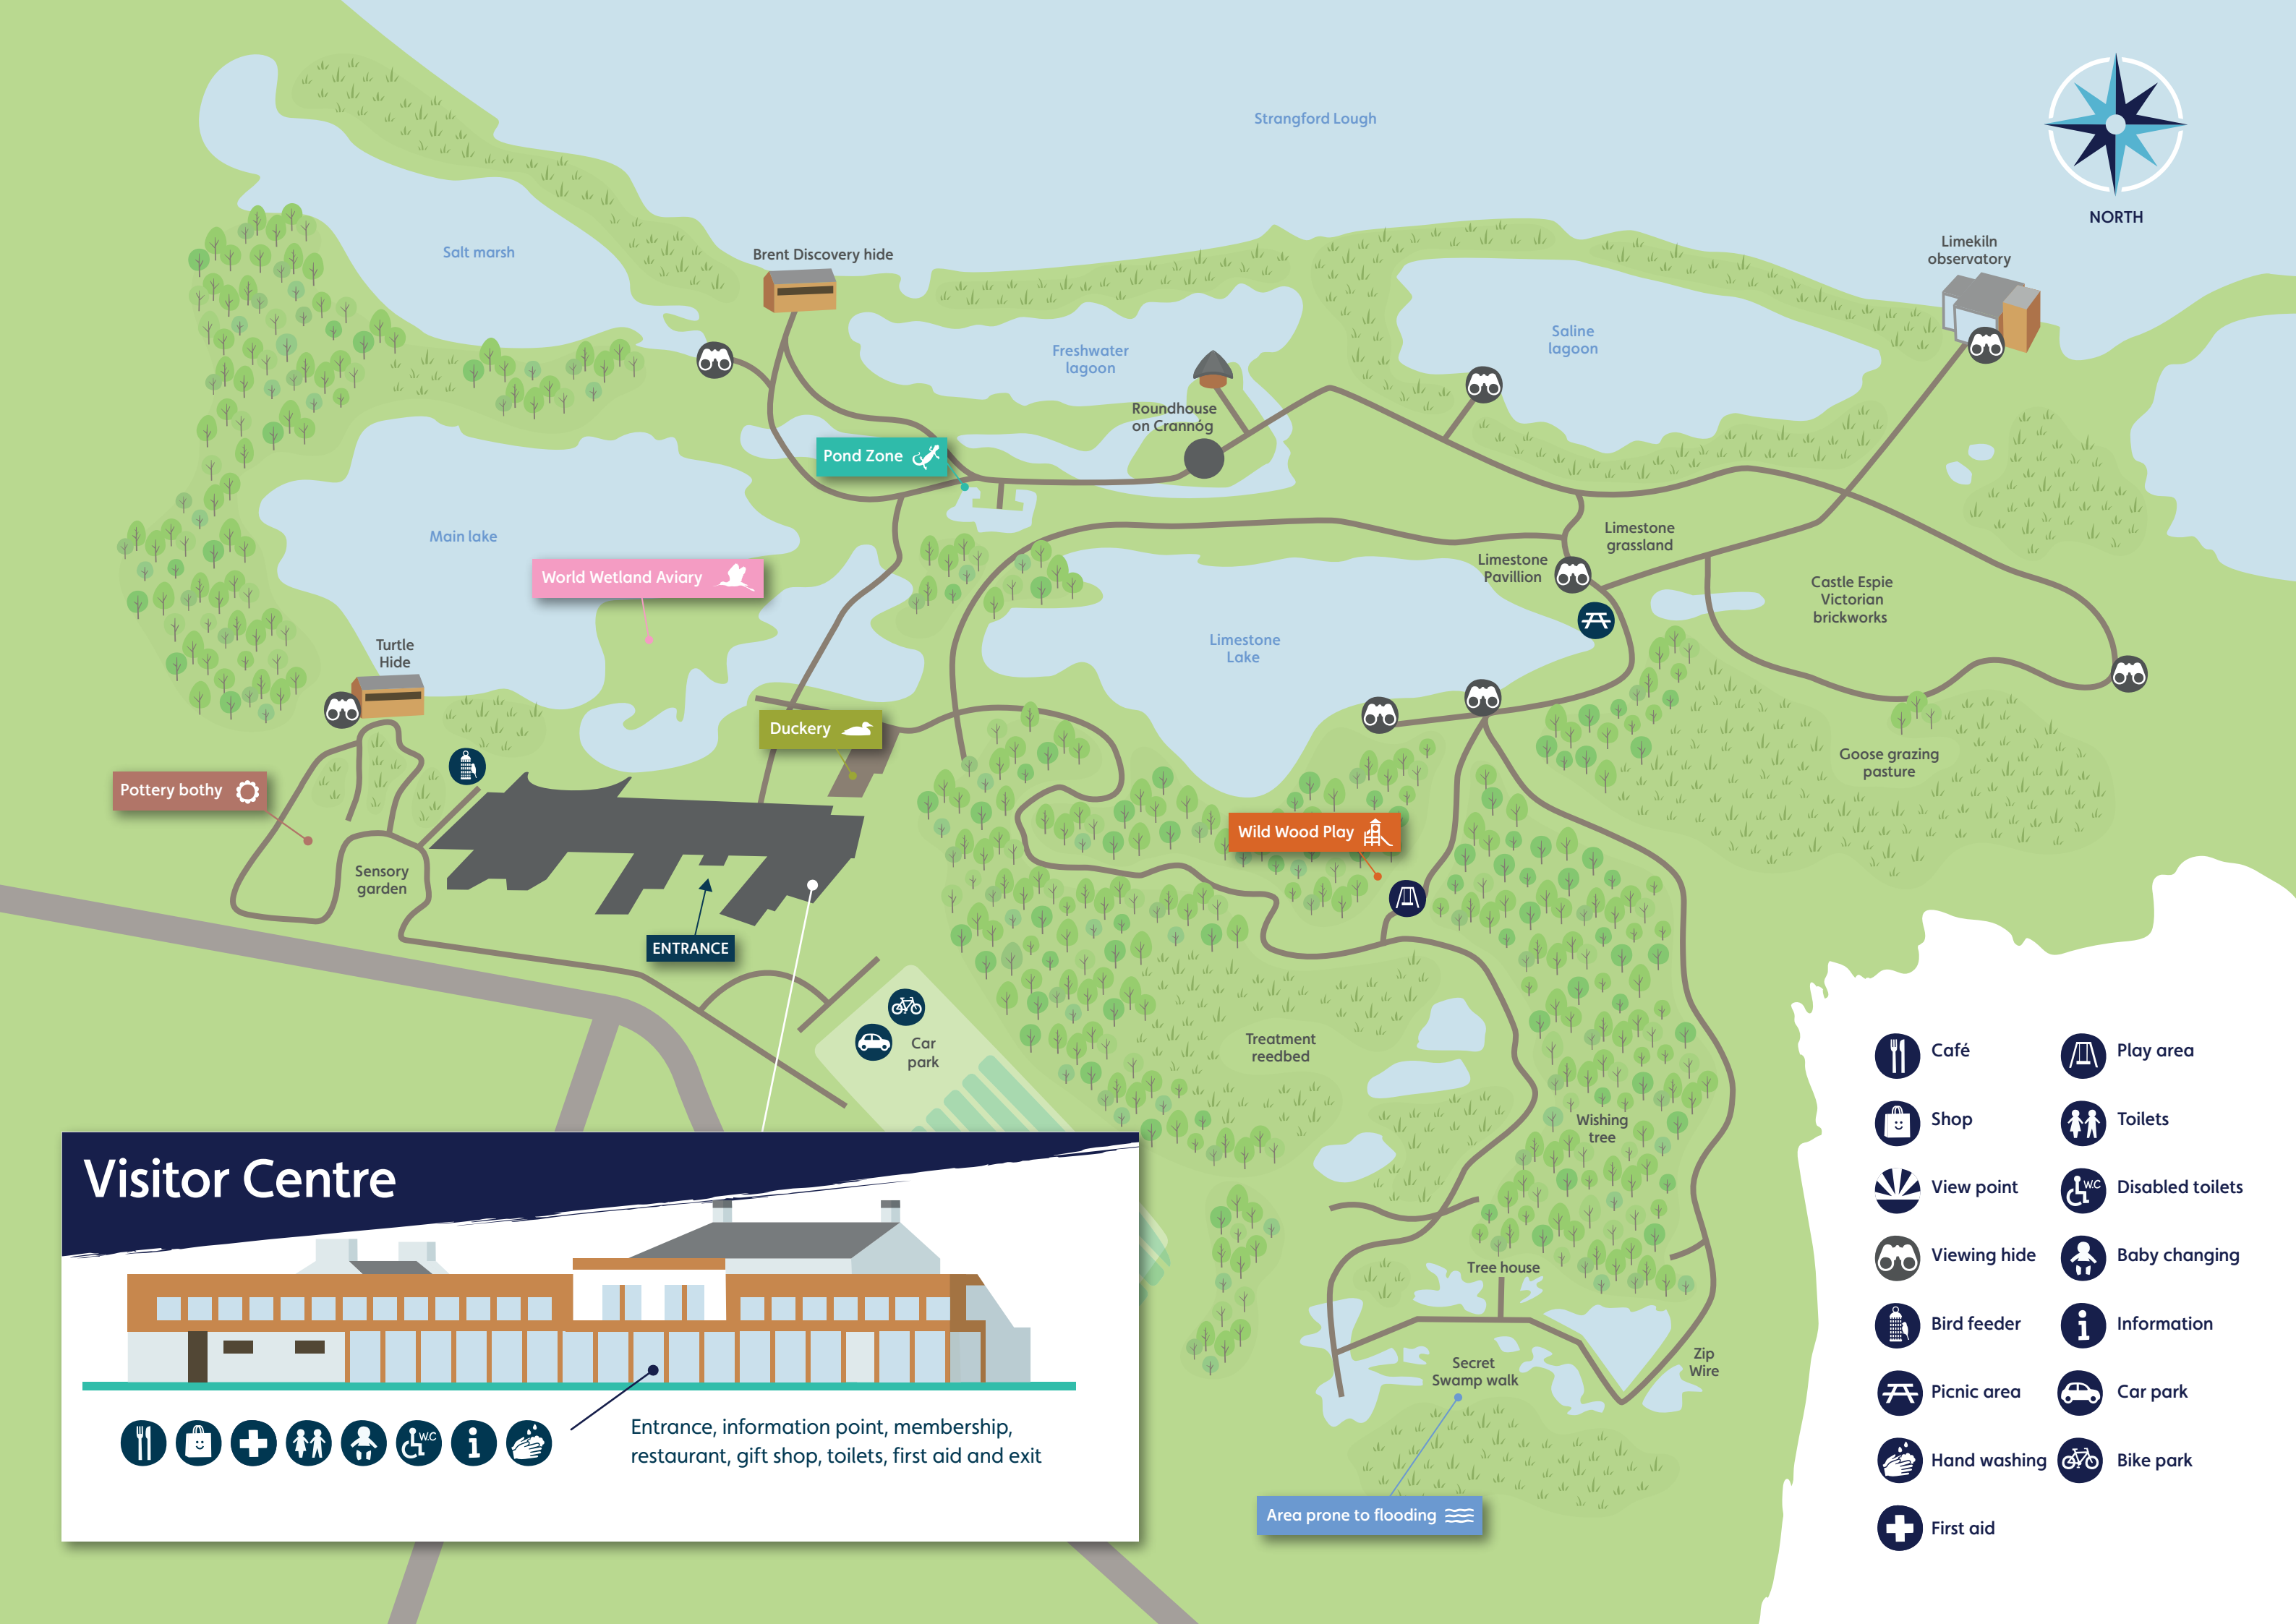 Strangford Lough
NORTH
Limekiln
observatory
Salt marsh
Brent Discovery hide
Saline
lagoon
Freshwater
lagoon
Roundhouse
on Crannóg
Pond Zone
Main lake
Limestone
grassland
Limestone
Pavillion
World Wetland Aviary
Castle Espie
Victorian
brickworks
Limestone
Lake
Turtle
Hide
Duckery
Goose grazing
pasture
Pottery bothy
Wild Wood Play
Sensory
garden
ENTRANCE
Car
park
Treatment
reedbed
Wishing
tree
Tree house
Zip
Wire
Secret
Swamp walk
Area prone to flooding
Visitor Centre
W.C
Entrance, information point, membership,
restaurant, gift shop, toilets, first aid and exit
Café
Shop
View point
Viewing hide
Bird feeder
Picnic area
Hand washing
First aid
Play area
Toilets
W.C
Disabled toilets
Baby changing
Information
Car park
Bike park